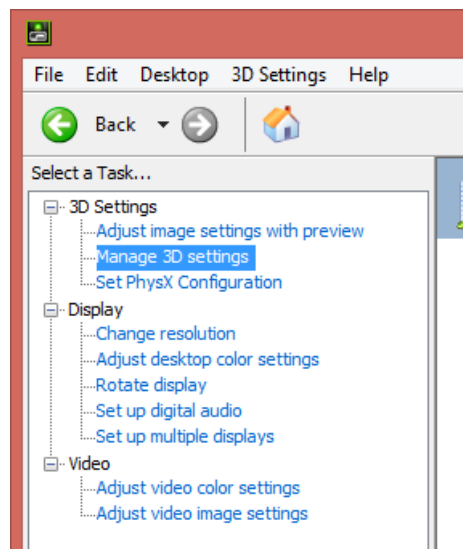 File Edit Desktop 3D Settings Help
Back
Select a Task...
3D Settings
Adjust image settings with preview
Manage 3D settings
Set PhysX Configuration
Display
Change resolution
Adjust desktop color settings
Rotate display
Set up digital audio
Set up multiple displays
Video
Adjust video color settings
Adjust video image settings